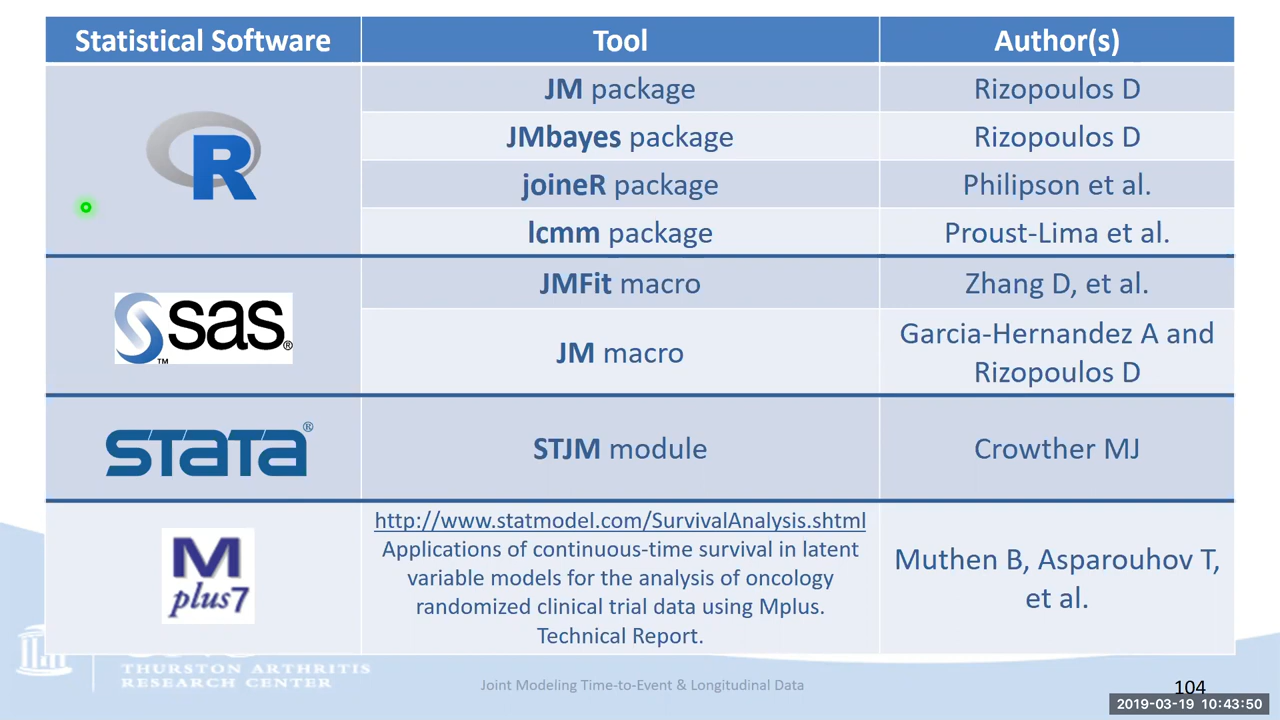 Statistical Software Tool Author(s)
R
JM package Rizopoulos D
JMbayes package Rizopoulos D
joineR package Philipson et al.
lcmm package Proust-Lima et al.
sas ®
TM
JMFit macro Zhang D, et al.
JM macro Garcia-Hernandez A and
Rizopoulos D
STATA ®
STJM module Crowther MJ
M
plus7
http://www.statmodel.com/SurvivalAnalysis.shtml
Applications of continuous-time survival in latent
variable models for the analysis of oncology
randomized clinical trial data using Mplus.
Technical Report.
Muthen B, Asparouhov T,
et al.
THURSTON ARTHRITIS
RESEARCH CENTER
Joint Modeling Time-to-Event & Longitudinal Data
104
2019-03-19 10:43:50